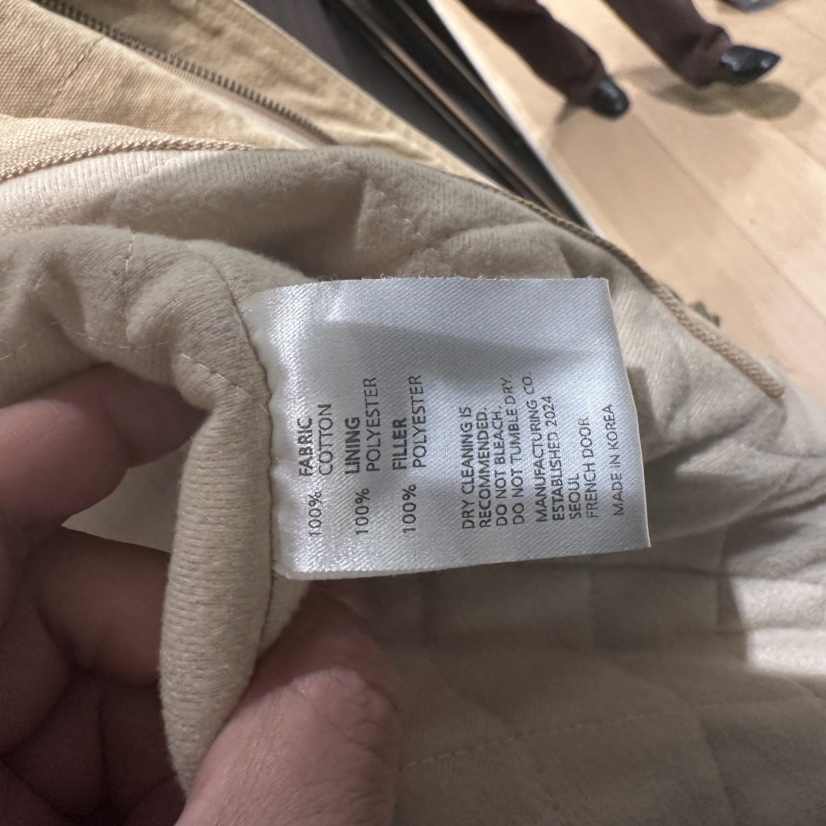 FABRIC
100% COTTON
LINING
100% POLYESTER
FILLER
100% POLYESTER
DRY CLEANING IS
RECOMMENDED.
DO NOT BLEACH.
DO NOT TUMBLE DRY.
MANUFACTURING CO.
ESTABLISHED 2024
SEOUL
FRENCH DOOR
MADE IN KOREA